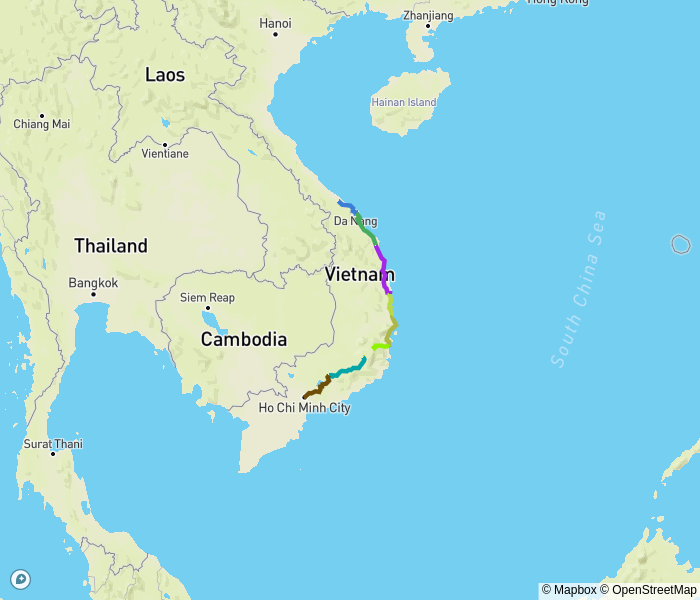 Hong Kong
Zhanjiang
Hanoi
Laos
Hainan Island
Chiang Mai
Vientiane
Da Nang
Thailand
South China Sea
Vietnam
Bangkok
Siem Reap
Cambodia
Ho Chi Minh City
Surat Thani
© Mapbox © OpenStreetMap